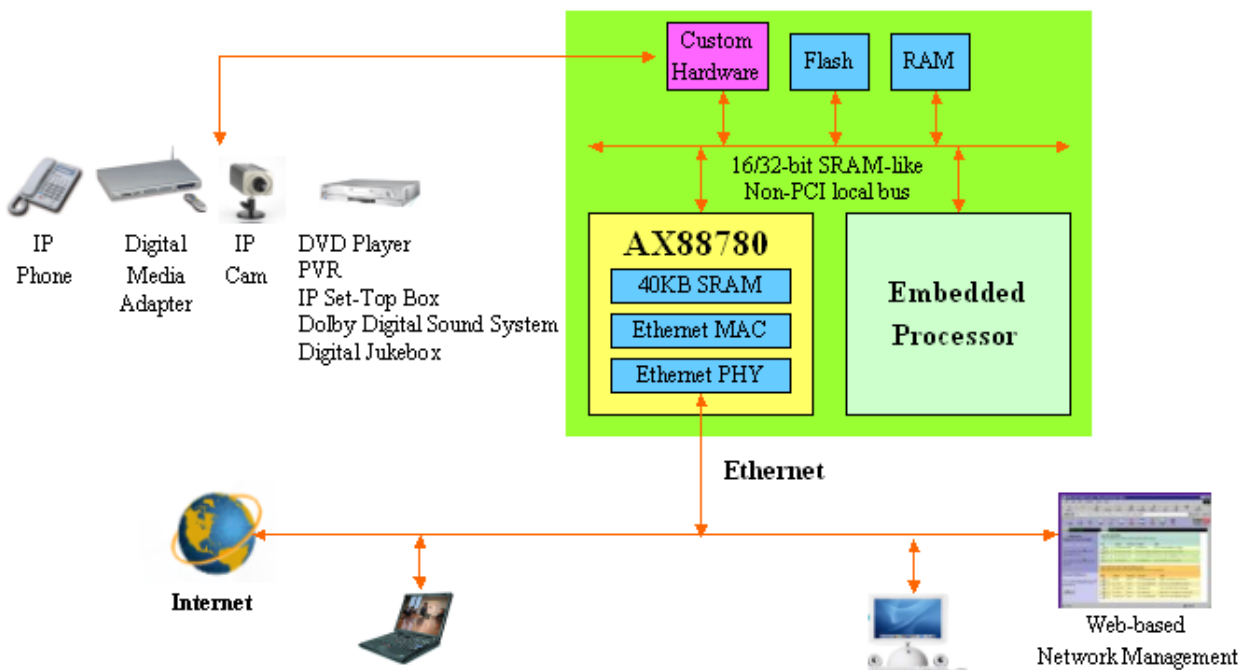 Custom
Hardware
Flash
RAM
16/32-bit SRAM-like
Non-PCI local bus
IP
Phone
Digital
Media
Adapter
IP
Cam
DVD Player
PVR
IP Set-Top Box
Dolby Digital Sound System
Digital Jukebox
AX88780
40KB SRAM
Ethernet MAC
Ethernet PHY
Embedded
Processor
Ethernet
Internet
Web-based
Network Management